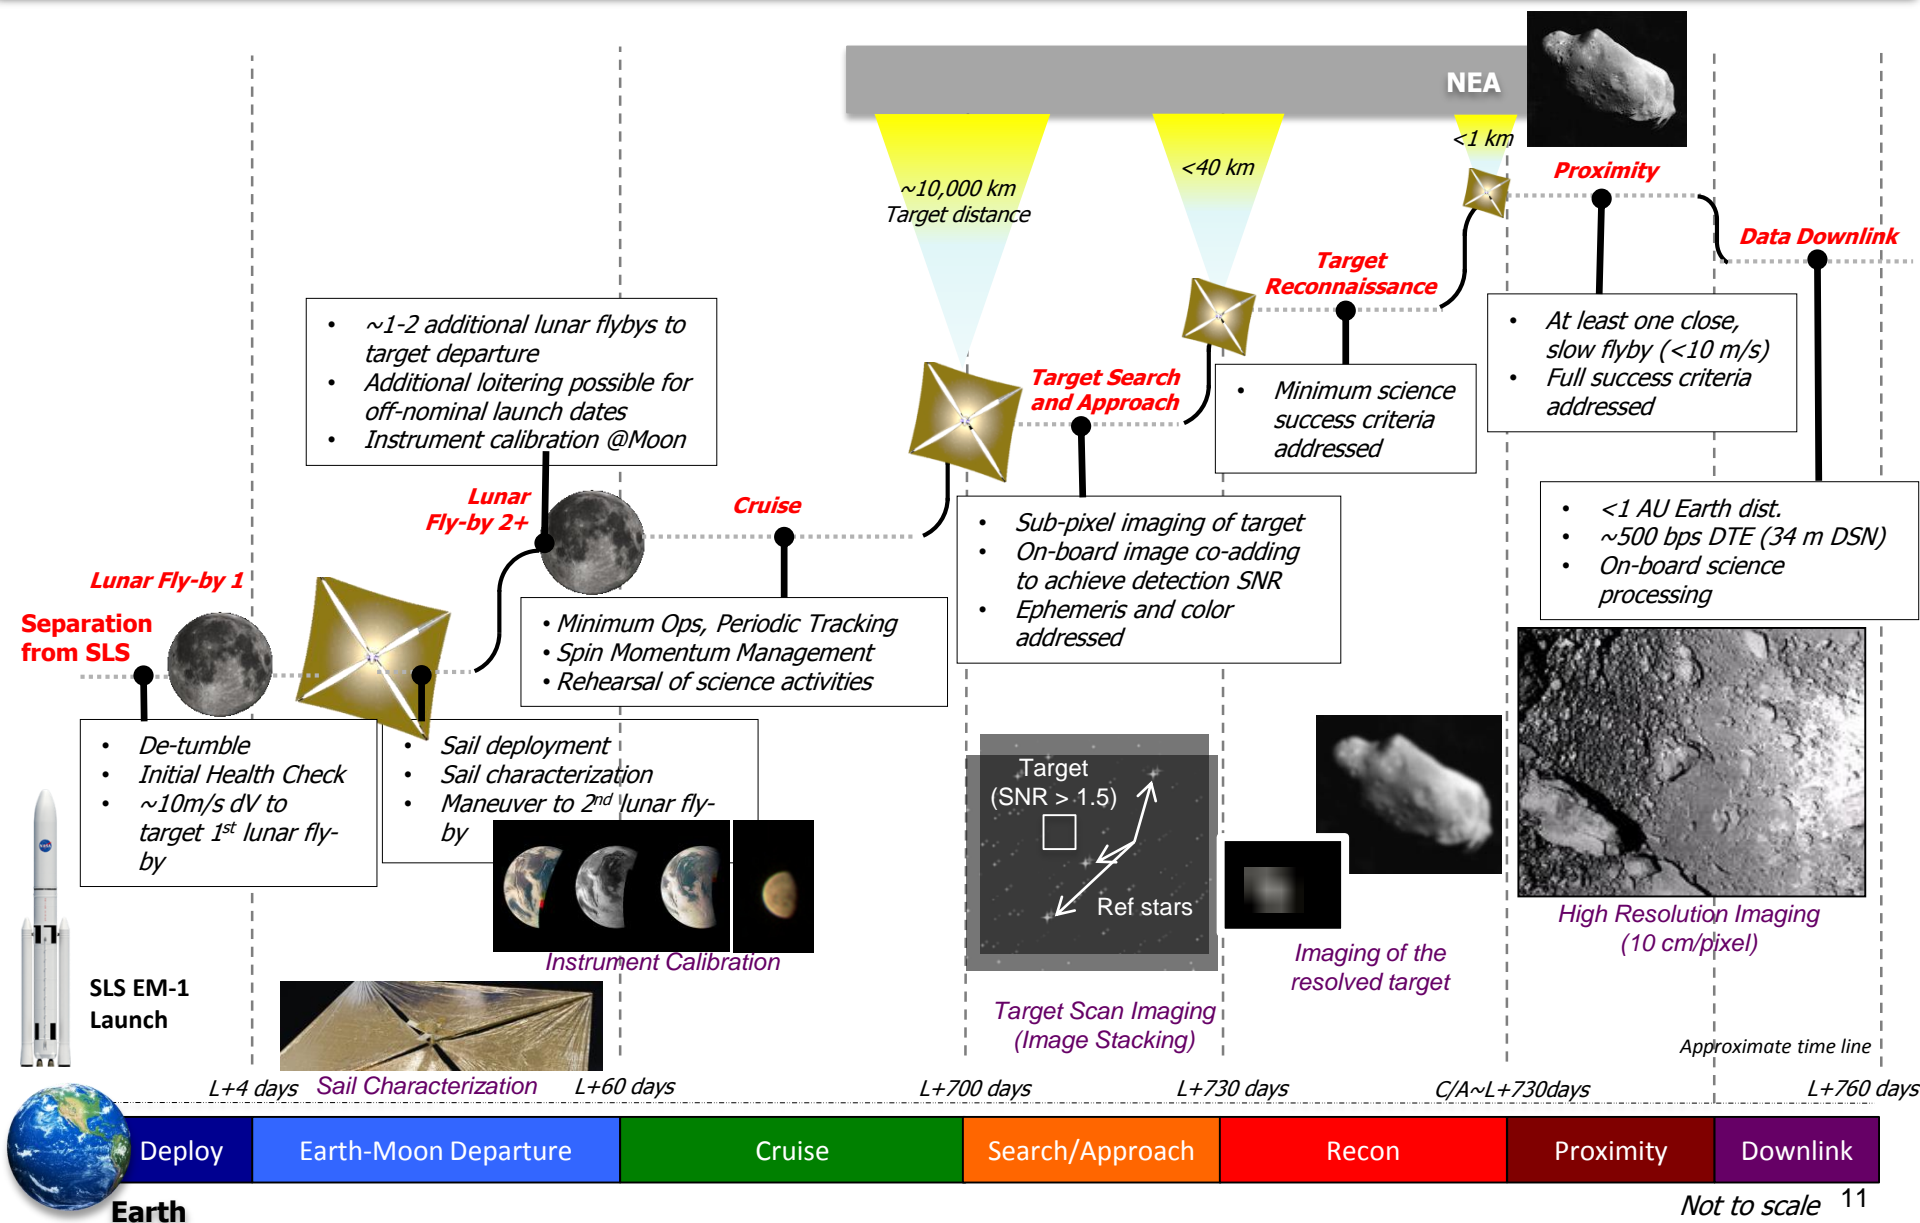 NEA
<1 km
<40 km
~10,000 km
Target distance
Proximity
Data Downlink
Target
Reconnaissance
• ~1-2 additional lunar flybys to
target departure
• Additional loitering possible for
off-nominal launch dates
• Instrument calibration @Moon
• At least one close,
slow flyby (<10 m/s)
• Full success criteria
addressed
Target Search
and Approach
• Minimum science
success criteria
addressed
Lunar
Fly-by 2+
Cruise
• Sub-pixel imaging of target
• On-board image co-adding
to achieve detection SNR
• Ephemeris and color
addressed
• <1 AU Earth dist.
• ~500 bps DTE (34 m DSN)
• On-board science
processing
Lunar Fly-by 1
Separation
from SLS
• Minimum Ops, Periodic Tracking
• Spin Momentum Management
• Rehearsal of science activities
• De-tumble
• Initial Health Check
• ~10m/s dV to
target 1st lunar fly-
by
• Sail deployment
• Sail characterization
• Maneuver to 2nd lunar fly-
by
Target
(SNR > 1.5)
Ref stars
NASA
Instrument Calibration
High Resolution Imaging
(10 cm/pixel)
Imaging of the
resolved target
SLS EM-1
Launch
Target Scan Imaging
(Image Stacking)
Approximate time line
L+4 days
Sail Characterization
L+60 days
L+700 days
L+730 days
C/A~L+730days
L+760 days
Deploy
Earth-Moon Departure
Cruise
Search/Approach
Recon
Proximity
Downlink
Earth
Not to scale
11